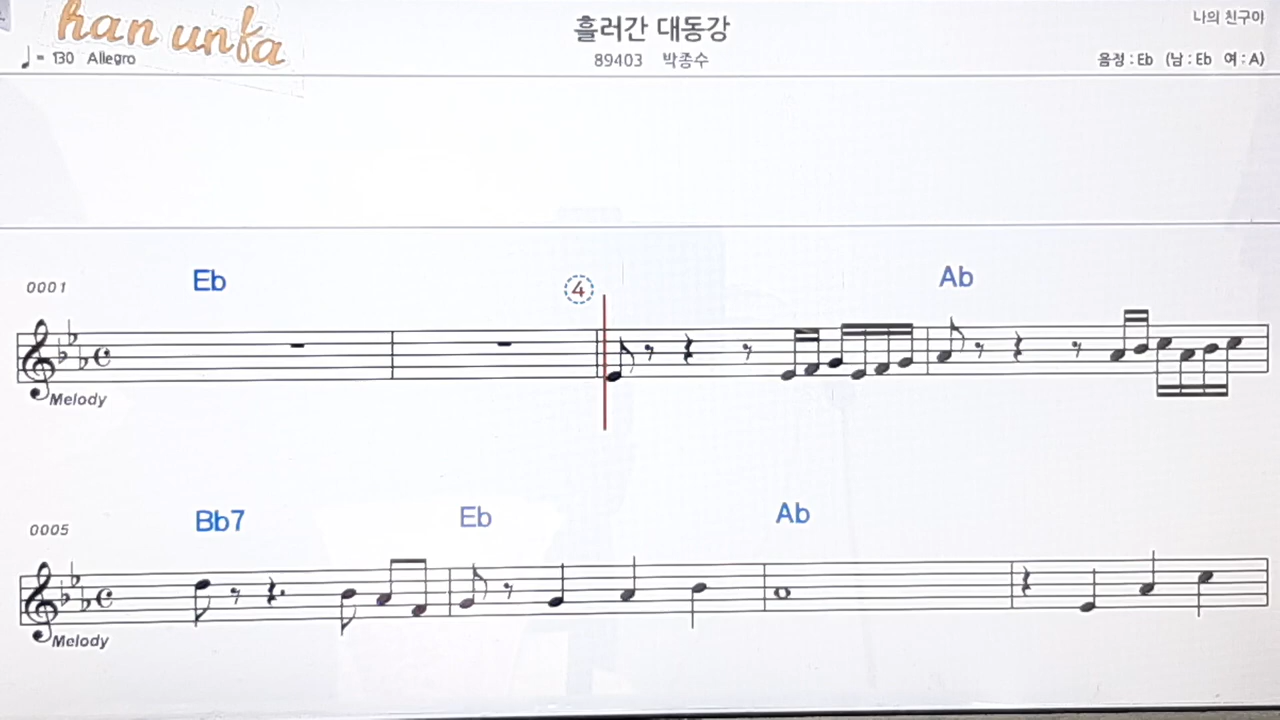 han unfa
흘러간 대동강
나의 친구야
♩= 130 Allegro
89403 박종수
음정 : Eb (남 : Eb 여 : A)
0001
Eb
4
Ab
Melody
0005
Bb7
Eb
Ab
Melody